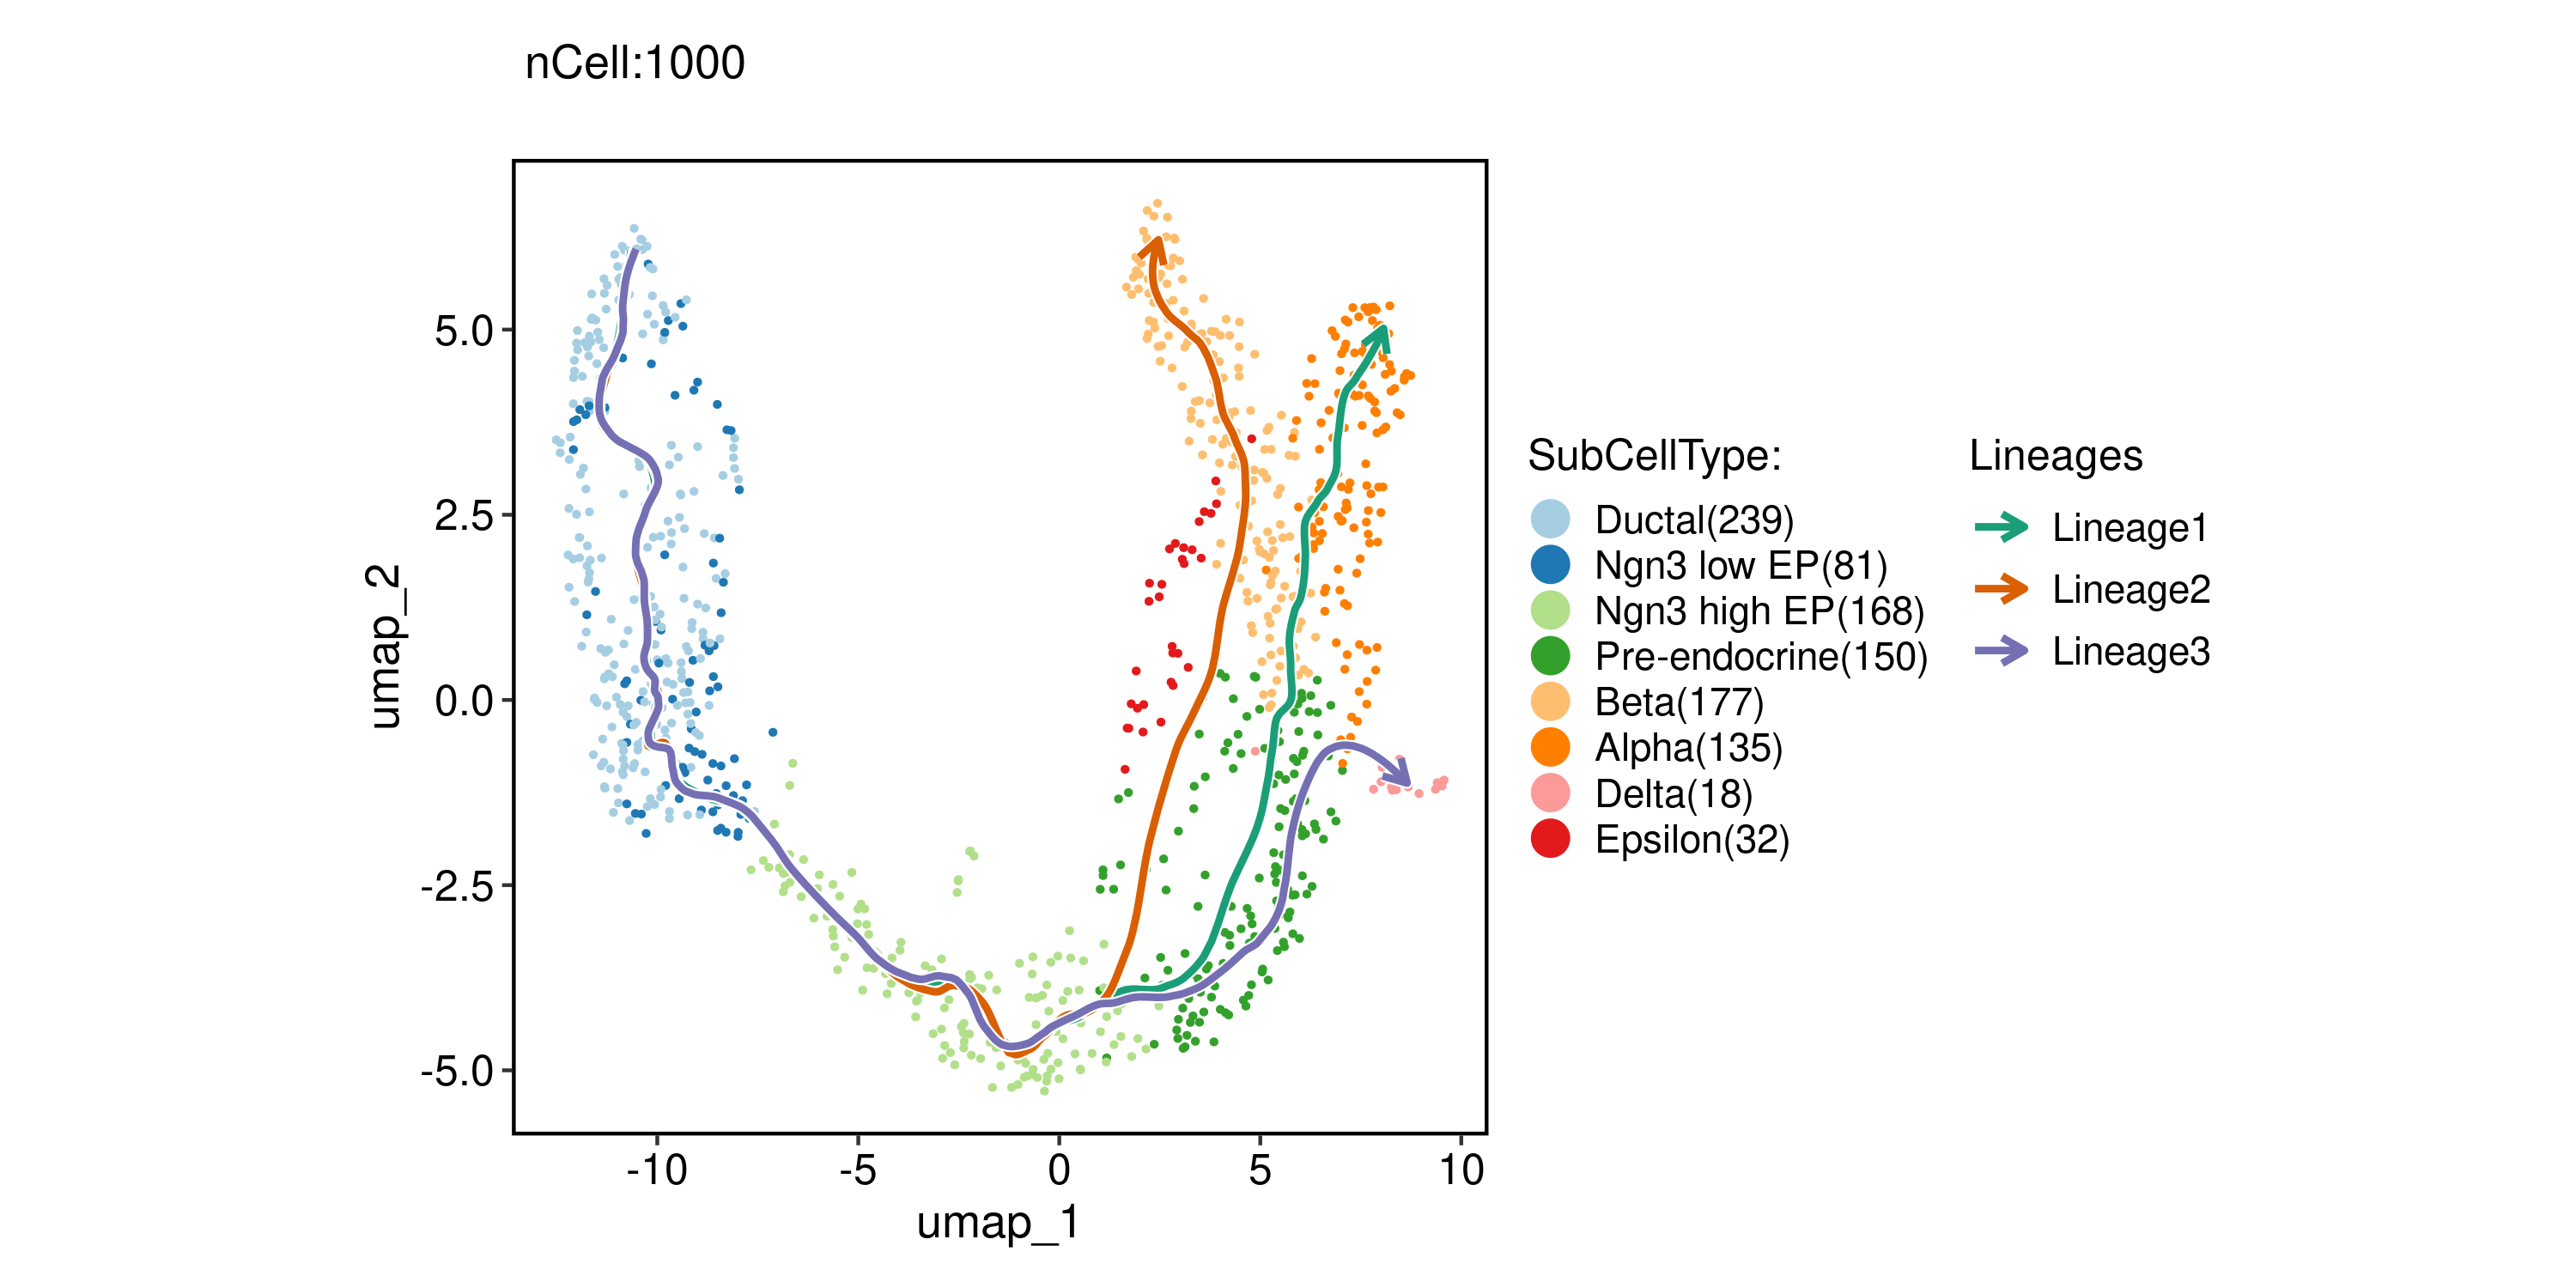 nCell:1000
5.0
2.5
0.0
-2.5
-5.0
umap_2
-10
-5
0
5
10
umap_1
SubCellType:
Ductal(239)
Ngn3 low EP(81)
Ngn3 high EP(168)
Pre-endocrine(150)
Beta(177)
Alpha(135)
Delta(18)
Epsilon(32)
Lineages
Lineage1
Lineage2
Lineage3